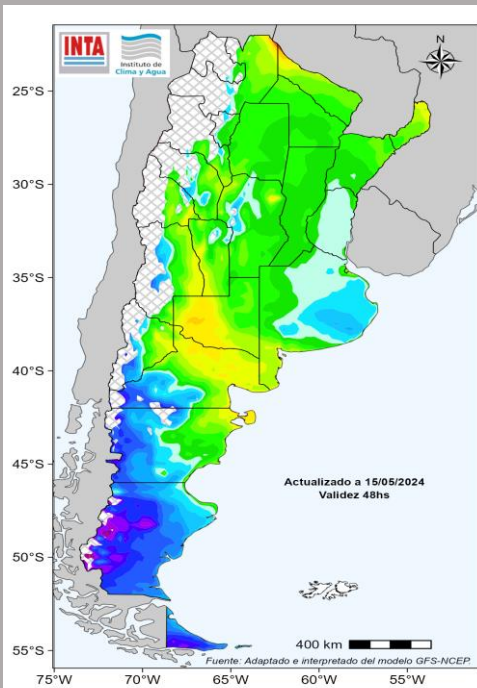 INTA
Instituto de
Clima y Agua
N
25°S
30°S
35°S
40°S
45°S
50°S
55°S
Actualizado a 15/05/2024
Validez 48hs
400 km
Fuente: Adaptado e interpretado del modelo GFS-NCEP.
75°W 70°W 65°W 60°W 55°W